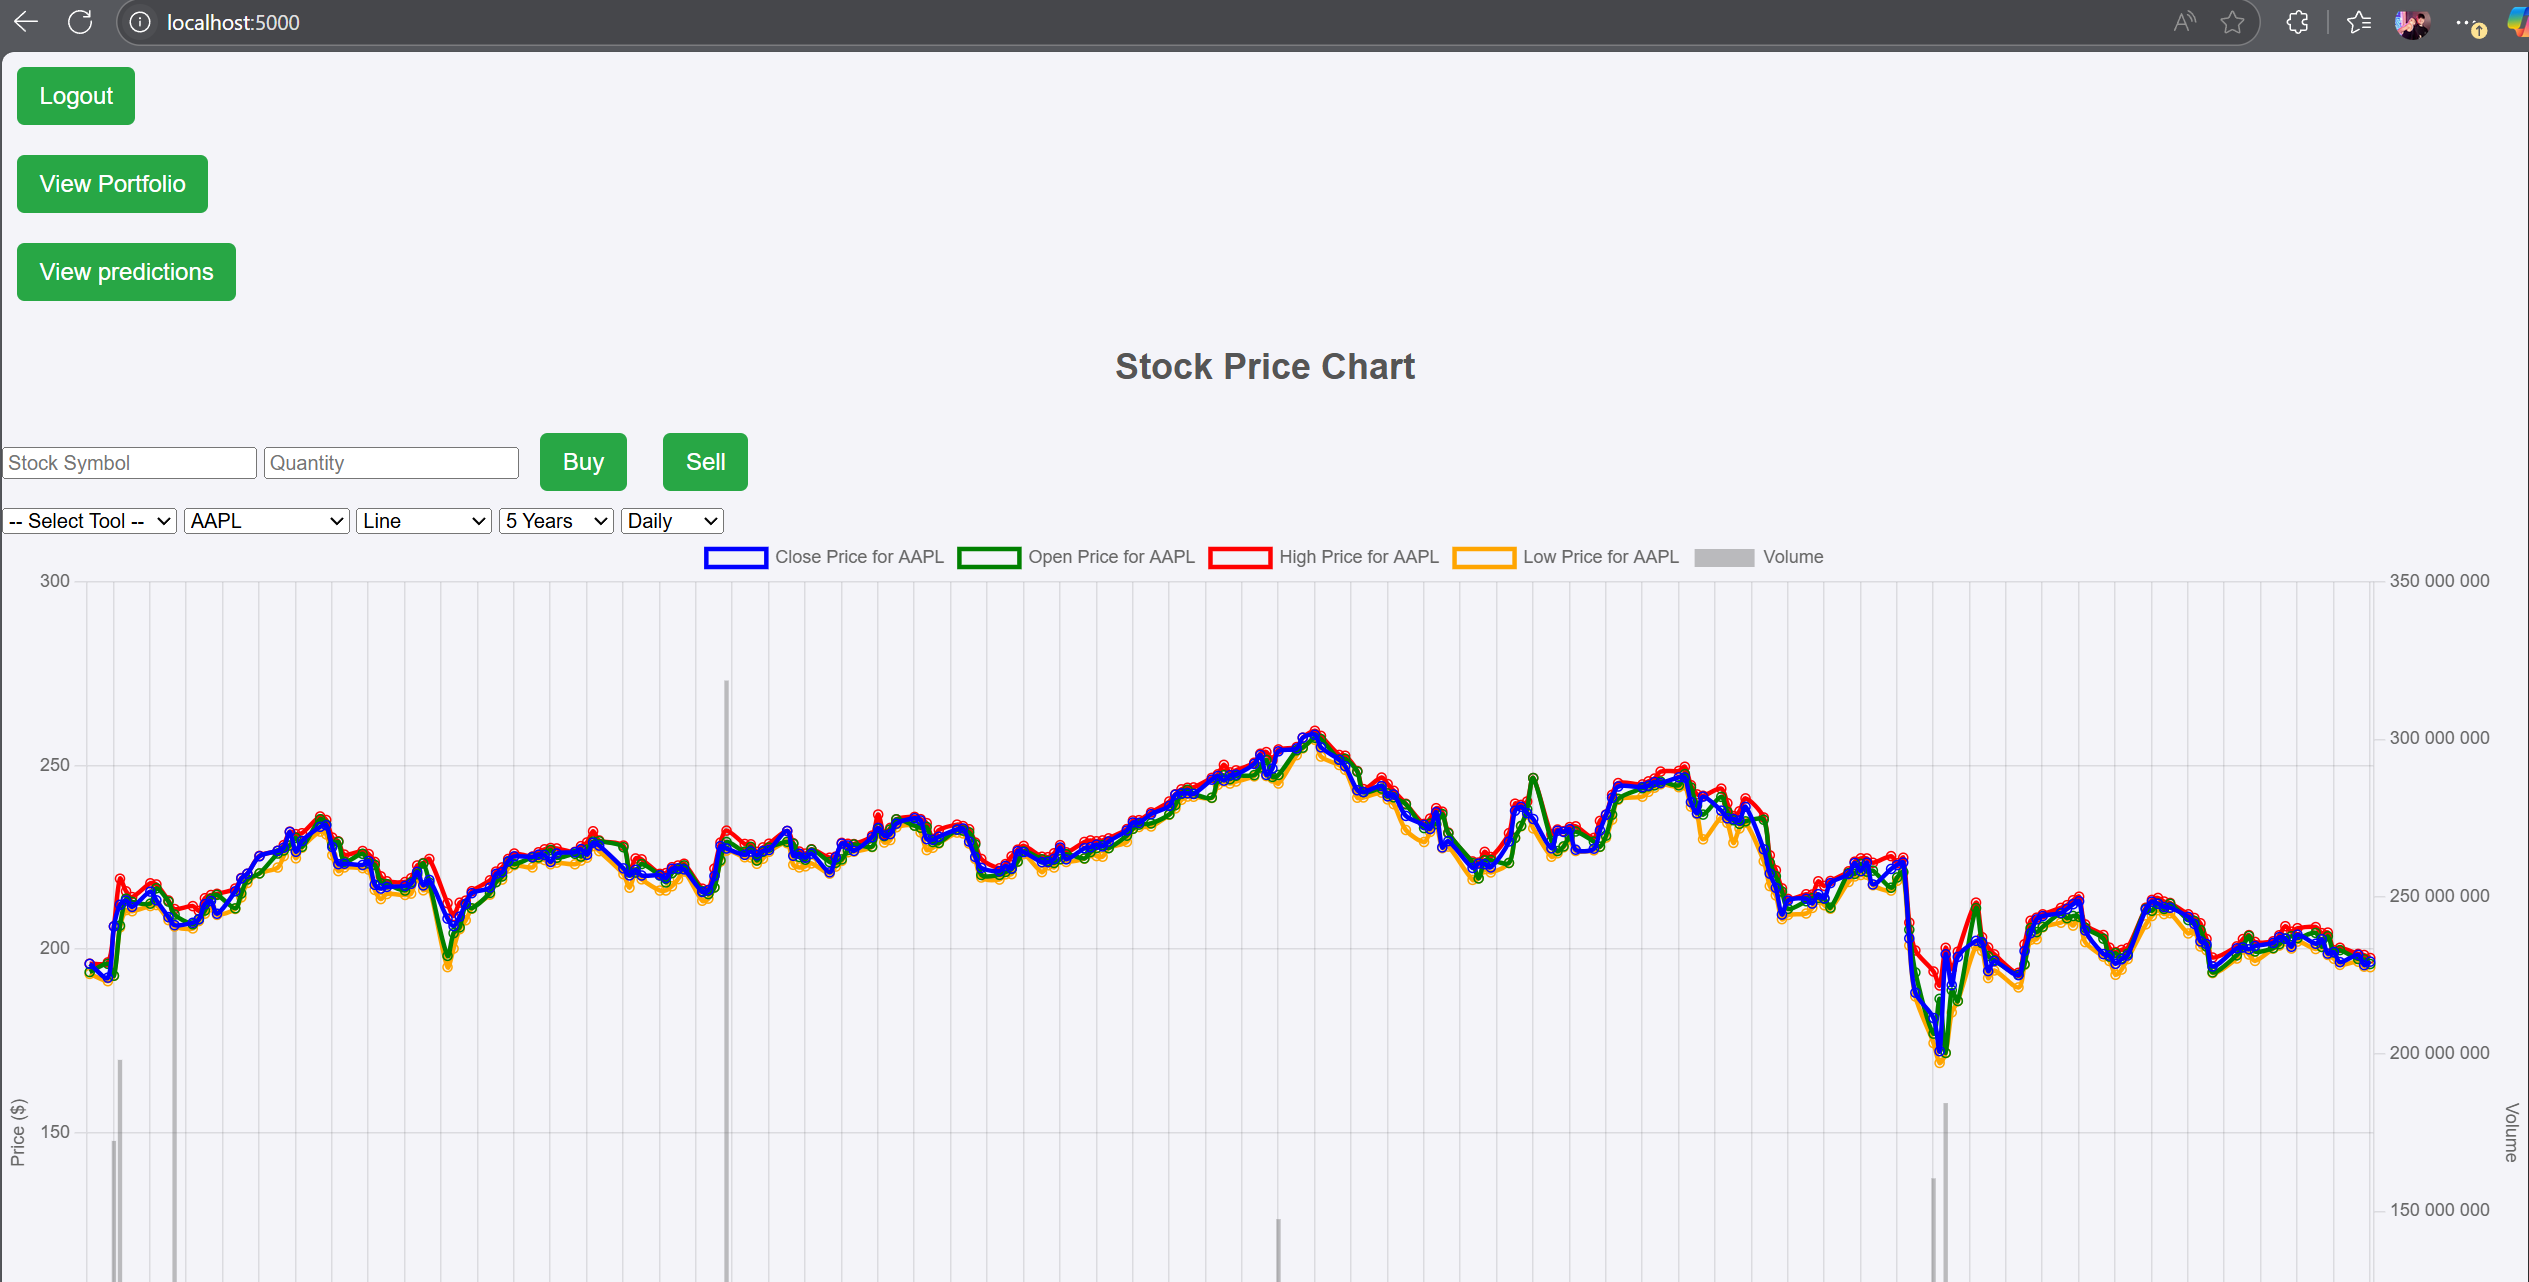 localhost:5000
Logout
View Portfolio
View predictions
Stock Price Chart
Stock Symbol Quantity Buy Sell
-- Select Tool -- AAPL Line 5 Years Daily
Close Price for AAPL Open Price for AAPL High Price for AAPL Low Price for AAPL Volume
300 350 000 000
300 000 000
250
250 000 000
200
200 000 000
Price ($) Volume
150
150 000 000